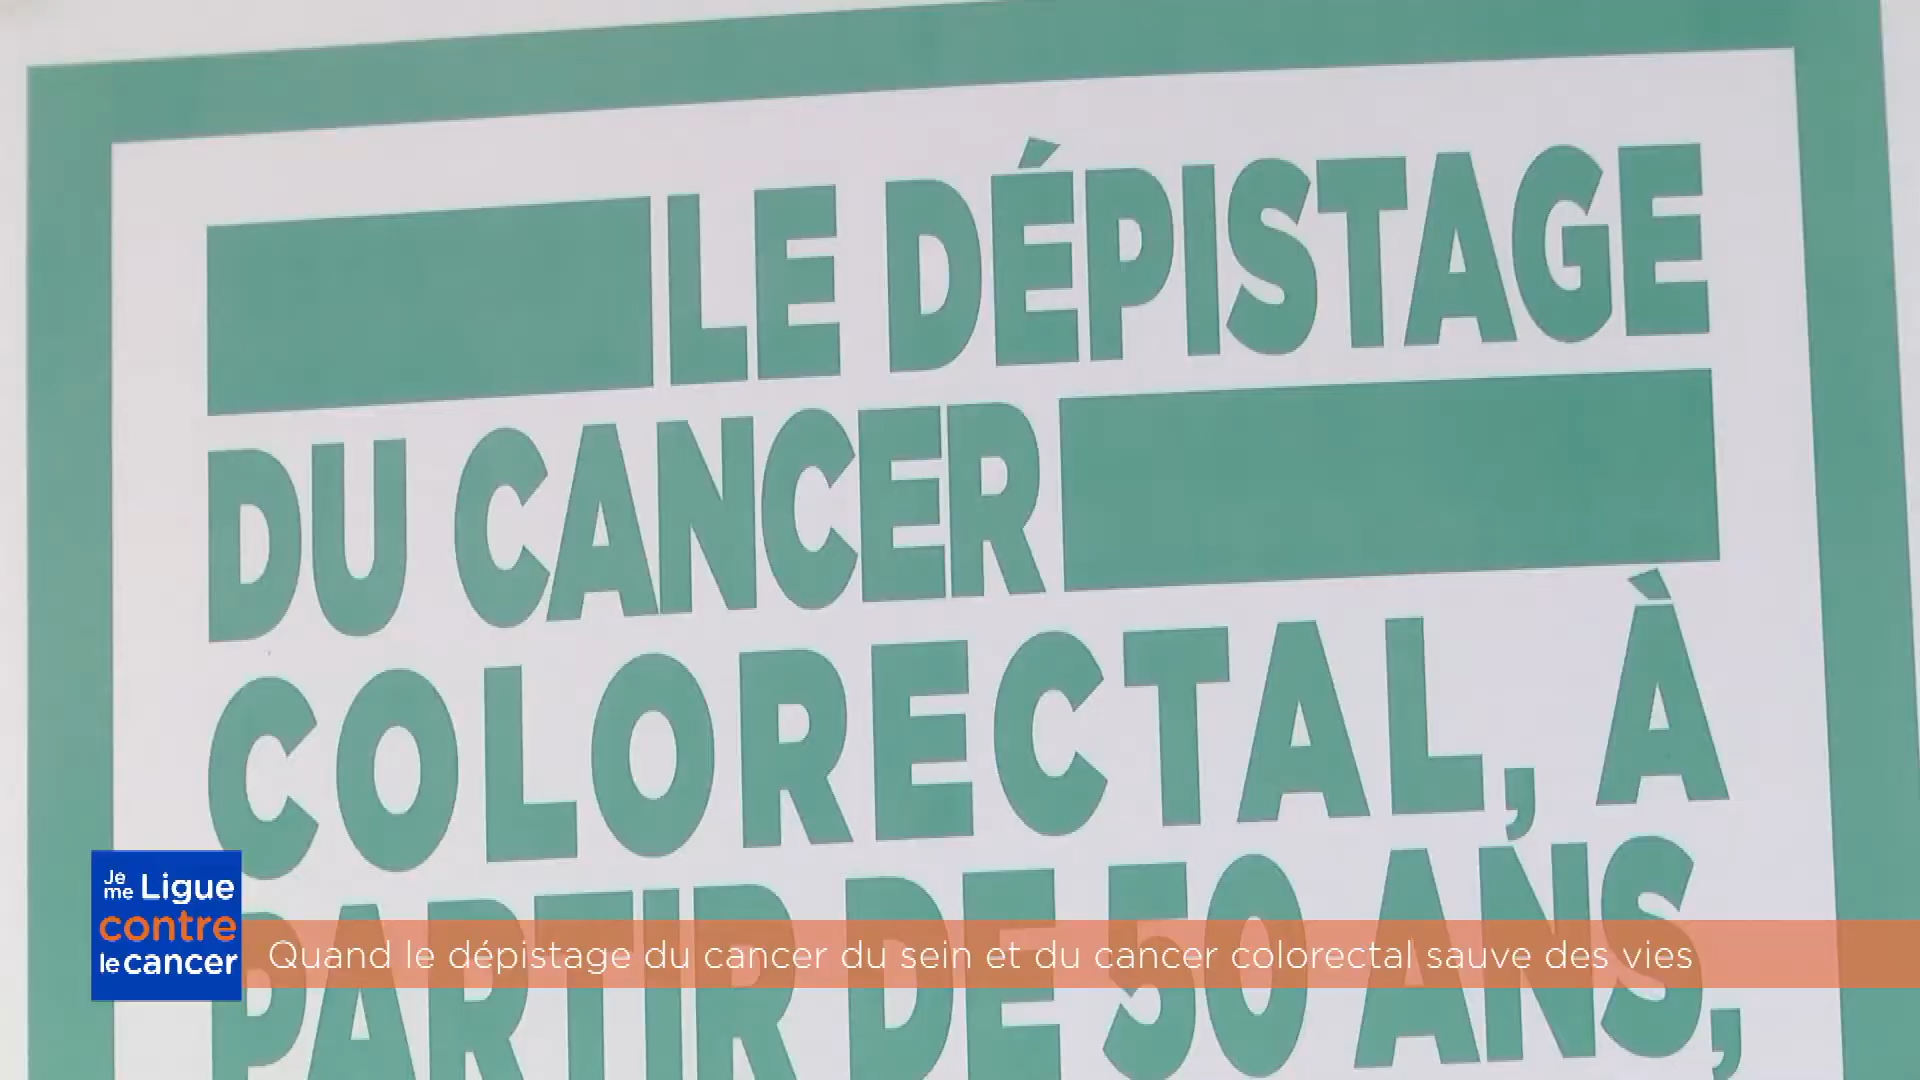 LE DÉPISTAGE
DU CANCER
COLORECTAL, À
PARTIR DE 50 ANS,
Je
me Ligue
contre
le cancer
Quand le dépistage du cancer du sein et du cancer colorectal sauve des vies